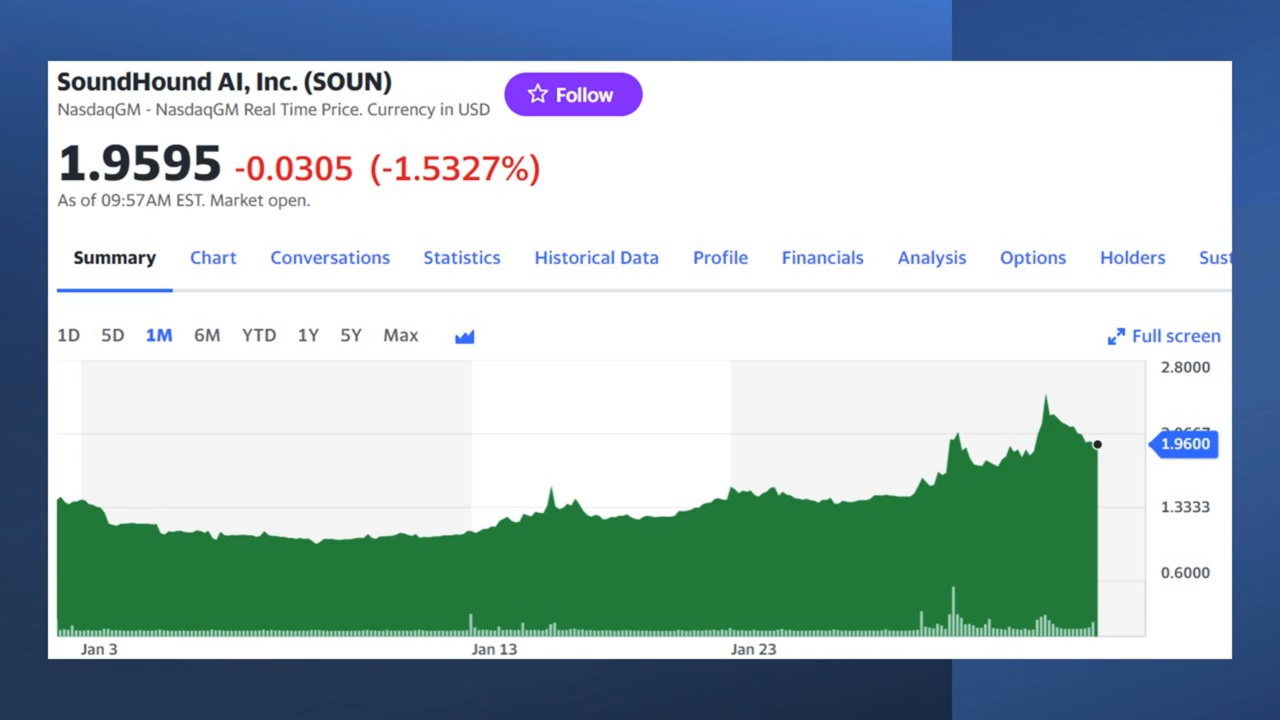 SoundHound AI, Inc. (SOUN)
Follow
NasdaqGM - NasdaqGM Real Time Price. Currency in USD
1.9595 -0.0305 (-1.5327%)
As of 09:57AM EST. Market open.
Summary Chart Conversations Statistics Historical Data Profile Financials Analysis Options Holders Sust
1D 5D 1M 6M YTD 1Y 5Y Max
Full screen
2.8000
1.9600
1.3333
0.6000
Jan 3 Jan 13 Jan 23